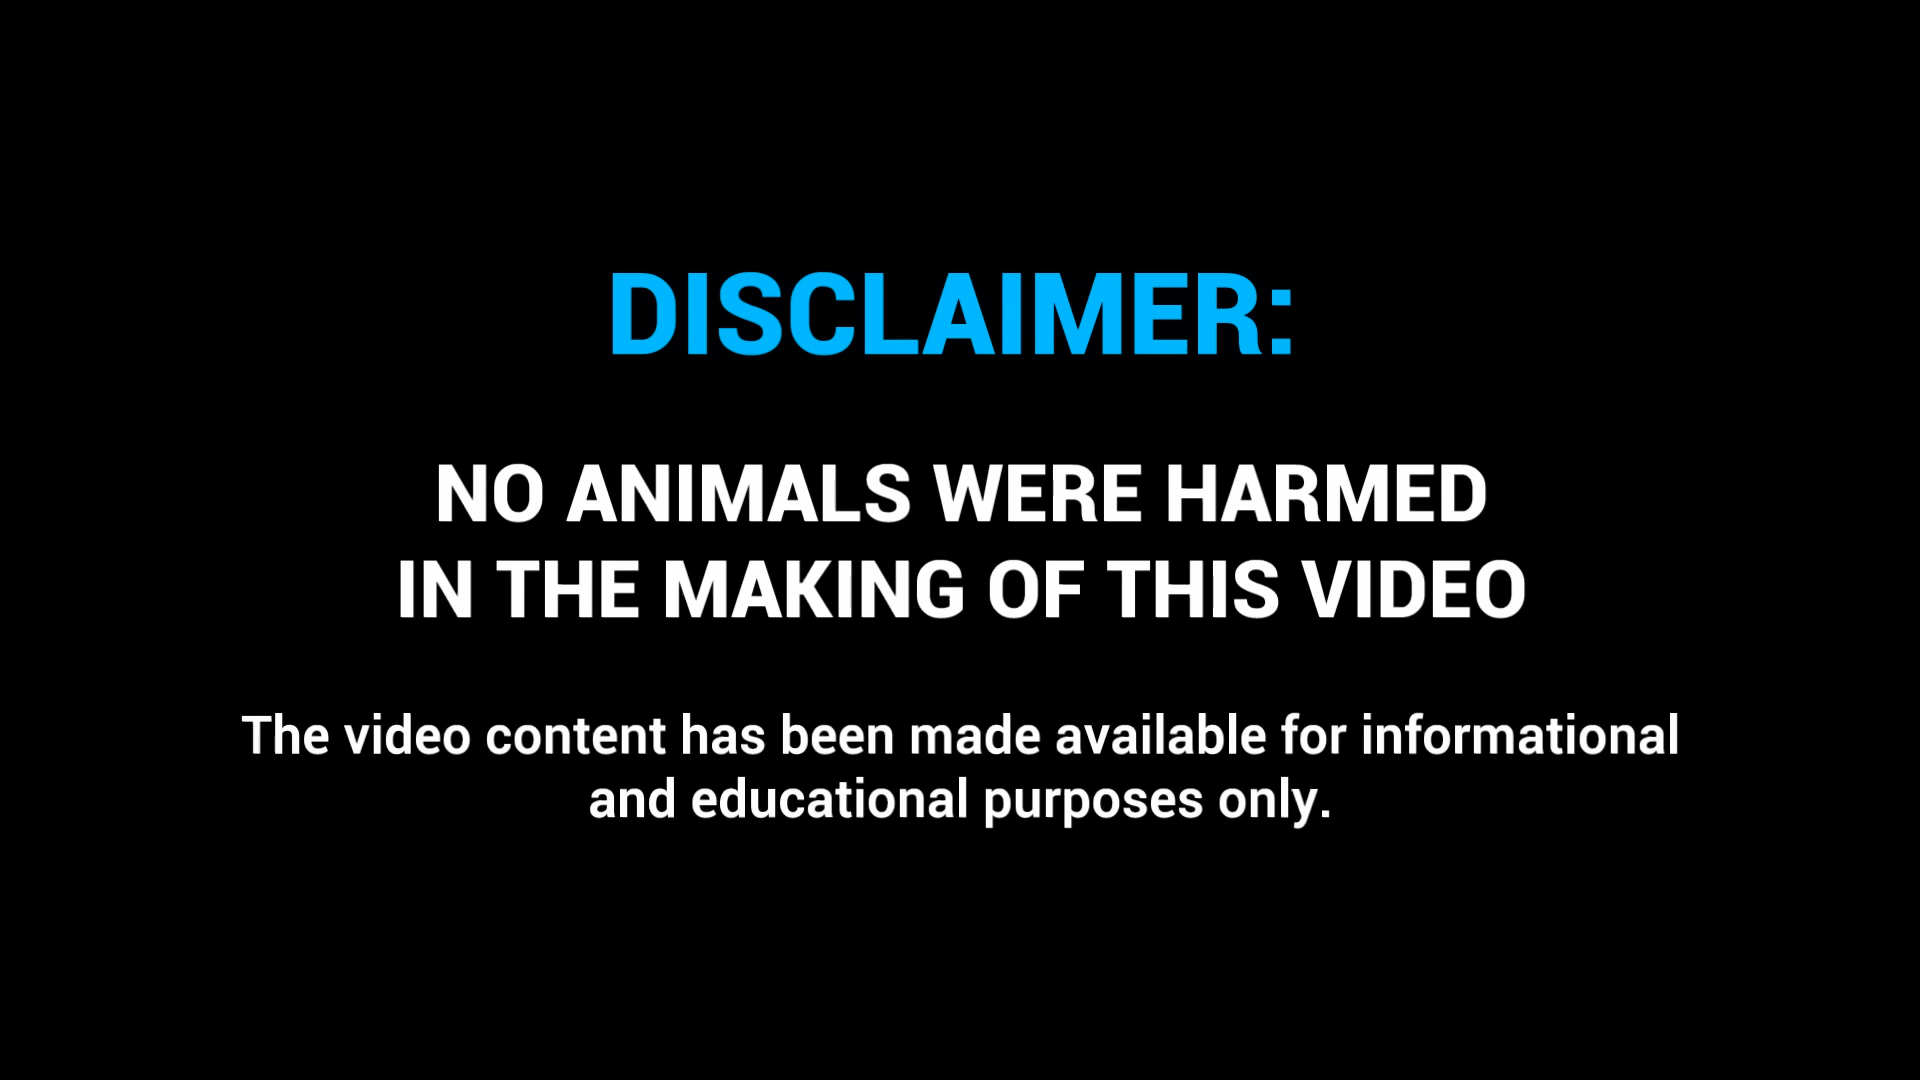 DISCLAIMER:
NO ANIMALS WERE HARMED
IN THE MAKING OF THIS VIDEO
The video content has been made available for informational
and educational purposes only.